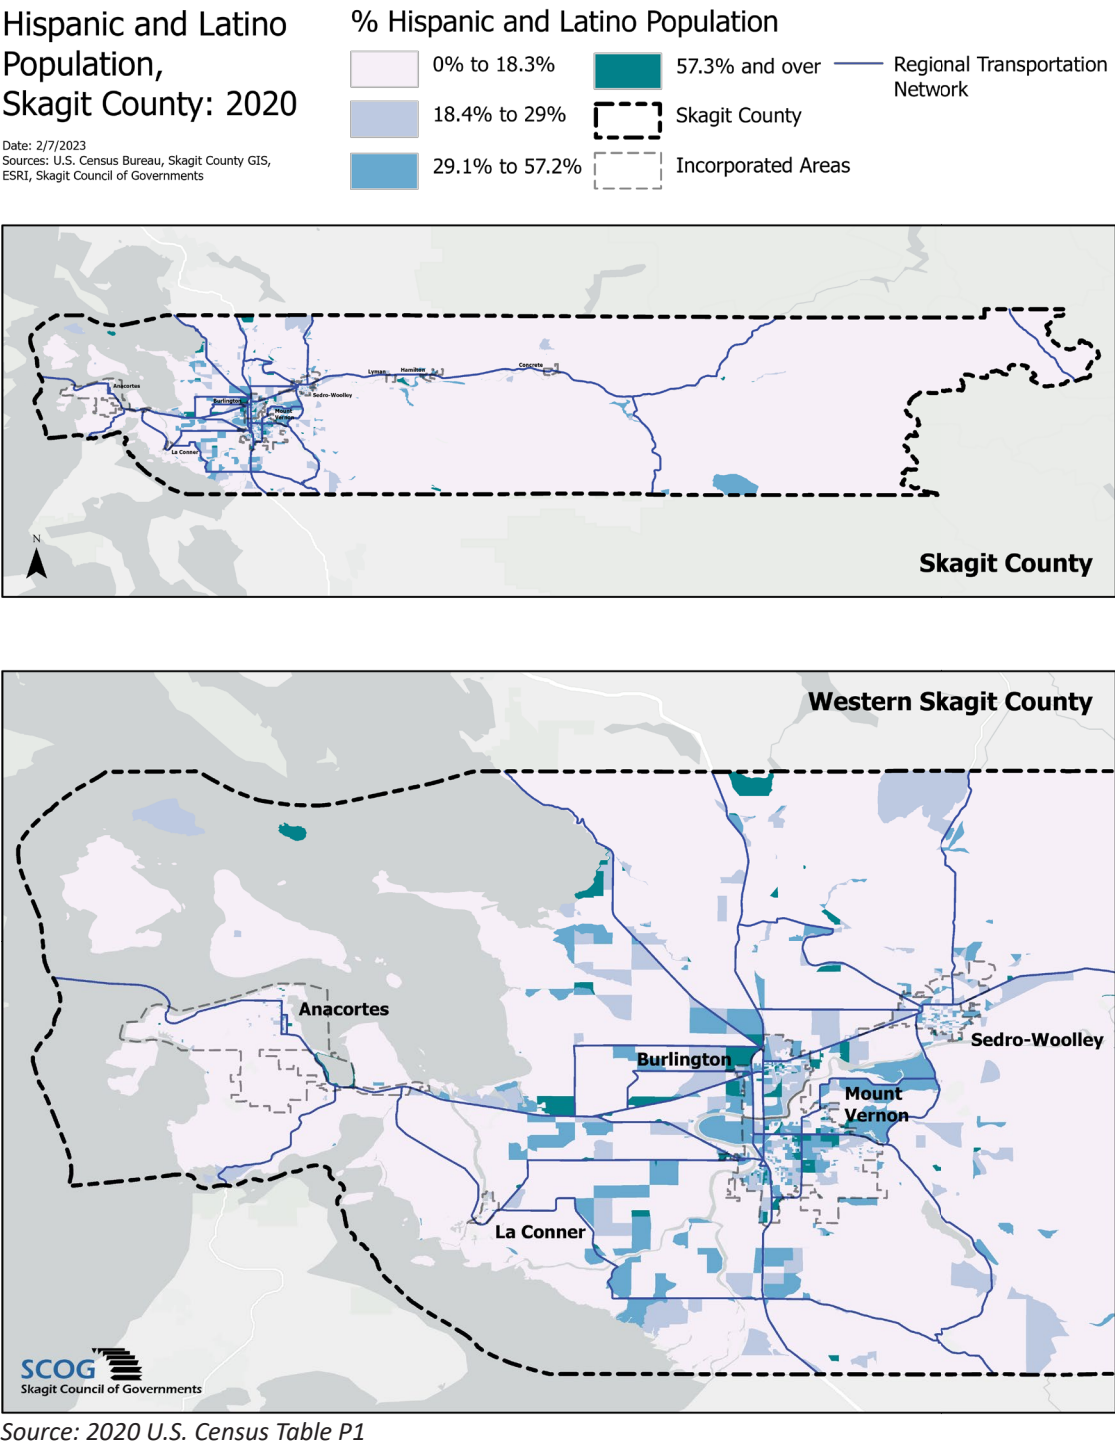 Hispanic and Latino
Population,
Skagit County: 2020
Date: 2/7/2023
Sources: U.S. Census Bureau, Skagit County GIS,
ESRI, Skagit Council of Governments
% Hispanic and Latino Population
0% to 18.3%
18.4% to 29%
29.1% to 57.2%
57.3% and over
Skagit County
Incorporated Areas
Regional Transportation
Network
Anacortes
Burlington
Mount
Vernon
La Conner
Sedro-Woolley
Lyman
Hamilton
Concrete
N
Skagit County
Western Skagit County
Anacortes
Burlington
Sedro-Woolley
Mount
Vernon
La Conner
SCOG
Skagit Council of Governments
Source: 2020 U.S. Census Table P1